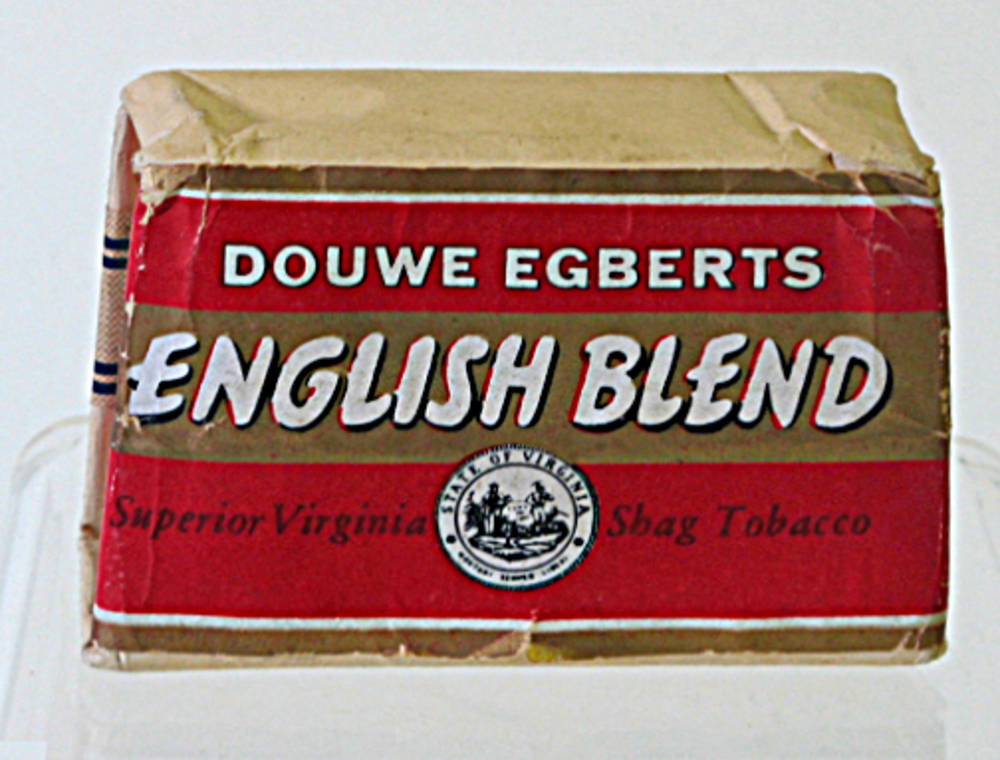 DOUWE EGBERTS
ENGLISH BLEND
Superior Virginia Shag Tobacco
STATE OF VIRGINIA